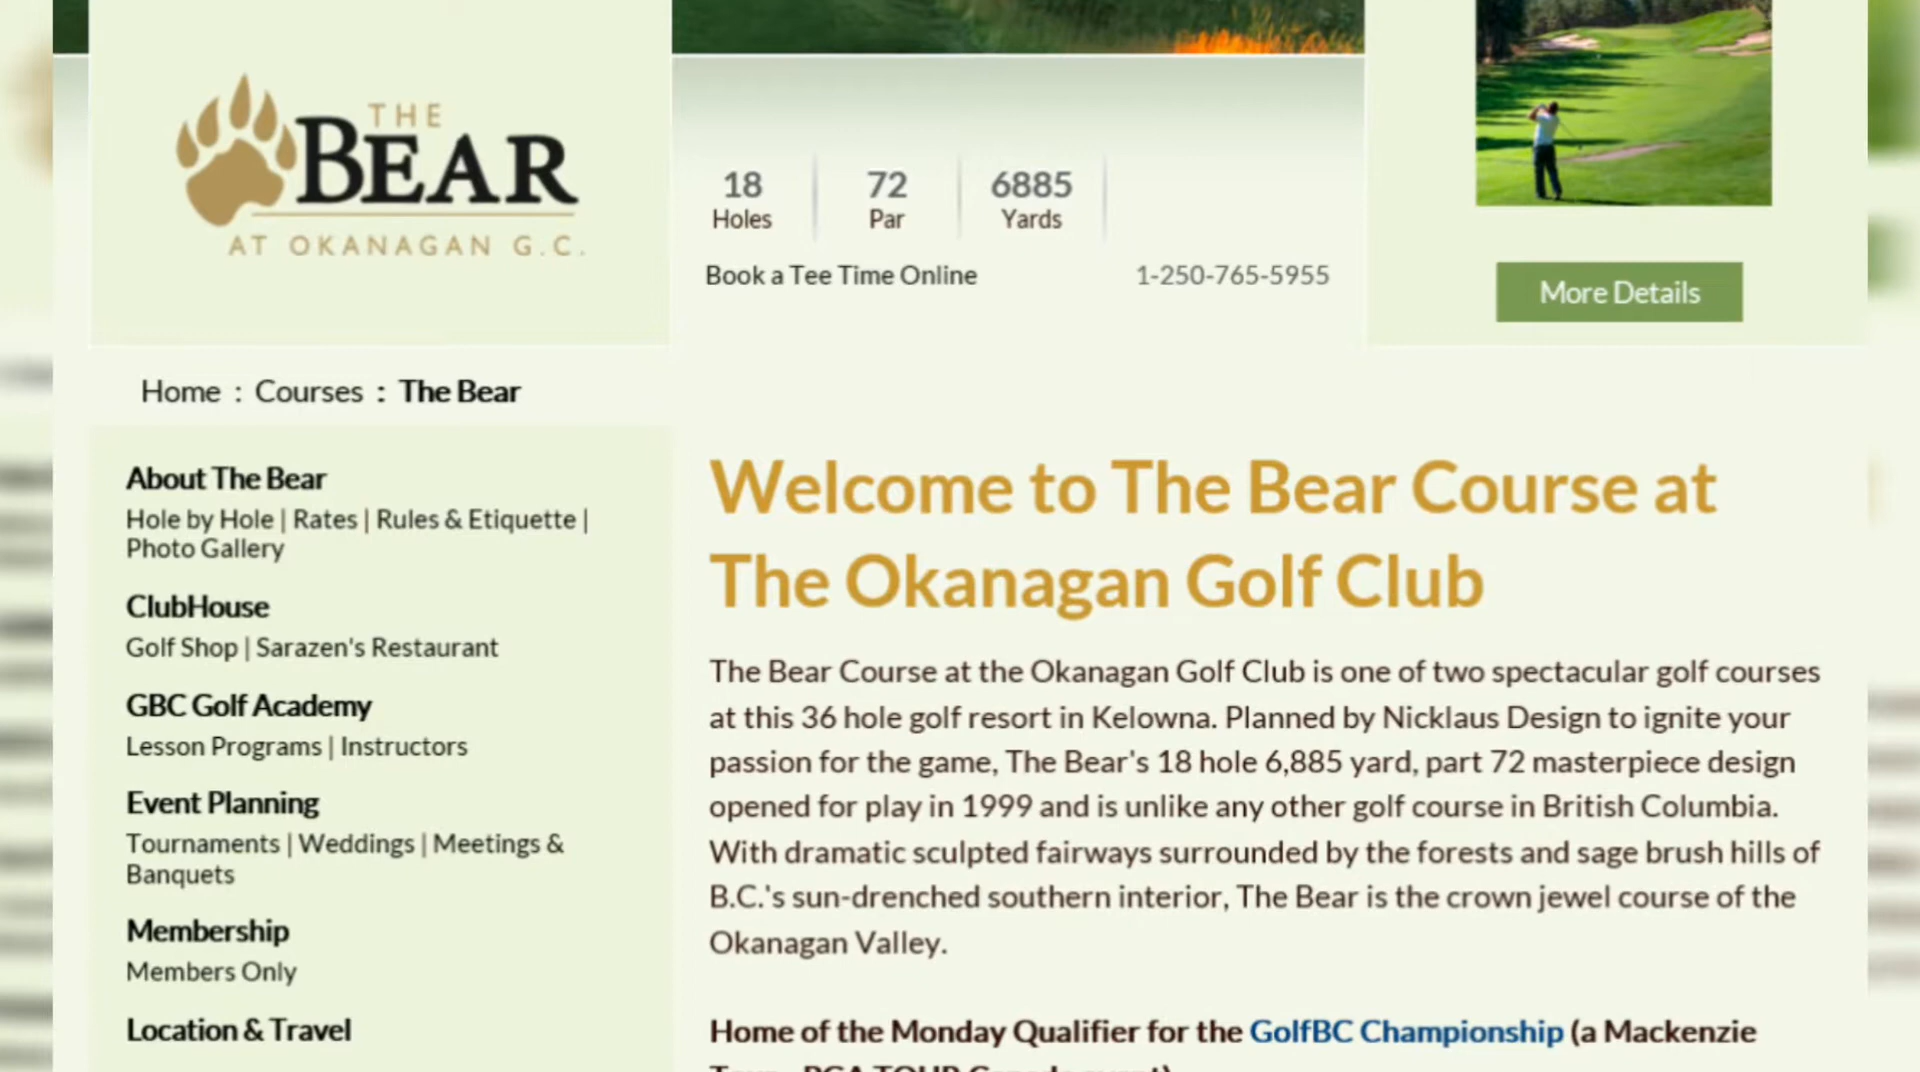 THE
BEAR
AT OKANAGAN G.C.
18
Holes
72
Par
6885
Yards
Book a Tee Time Online
1-250-765-5955
More Details
Home : Courses : The Bear
About The Bear
Hole by Hole | Rates | Rules & Etiquette |
Photo Gallery
ClubHouse
Golf Shop | Sarazen's Restaurant
GBC Golf Academy
Lesson Programs | Instructors
Event Planning
Tournaments | Weddings | Meetings &
Banquets
Membership
Members Only
Location & Travel
Welcome to The Bear Course at
The Okanagan Golf Club
The Bear Course at the Okanagan Golf Club is one of two spectacular golf courses
at this 36 hole golf resort in Kelowna. Planned by Nicklaus Design to ignite your
passion for the game, The Bear's 18 hole 6,885 yard, part 72 masterpiece design
opened for play in 1999 and is unlike any other golf course in British Columbia.
With dramatic sculpted fairways surrounded by the forests and sage brush hills of
B.C.'s sun-drenched southern interior, The Bear is the crown jewel course of the
Okanagan Valley.
Home of the Monday Qualifier for the GolfBC Championship (a Mackenzie